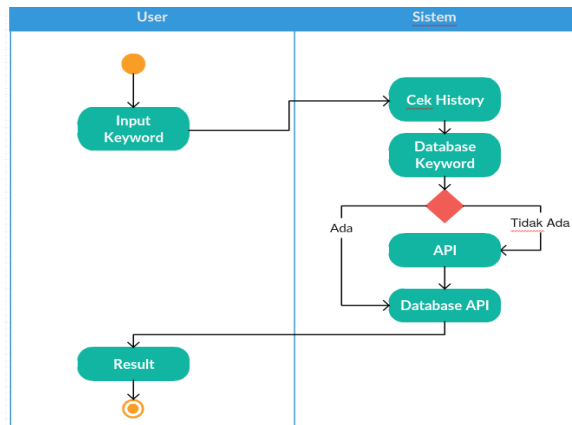 User
Sistem
Input
Keyword
Cek History
Database
Keyword
Ada
Tidak Ada
API
Database API
Result